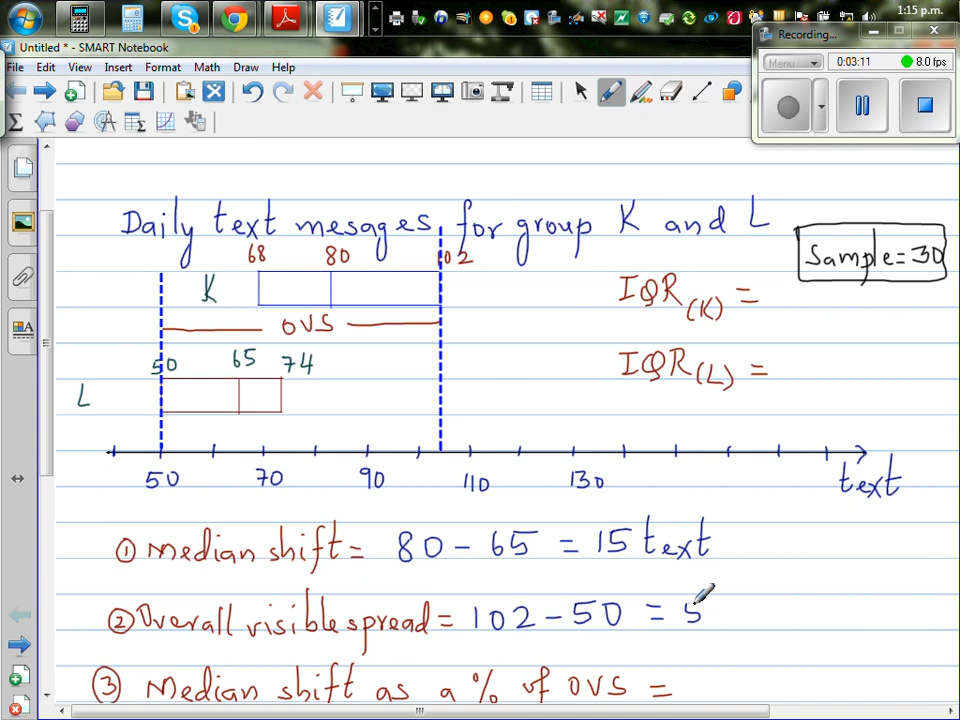 1:15 p.m.
Untitled * - SMART Notebook
Recording...
File Edit View Insert Format Math Draw Help
Menu 0:03:11 8.0 fps
Daily text mesages for group K and L
Sample=30
68 80 102
K
IQR(K) =
OVS
50 65 74
IQR(L) =
L
50 70 90 110 130
text
① Median shift = 80 - 65 = 15 text
② Overall visible spread = 102 - 50 = 5
③ Median shift as a % of OVS =